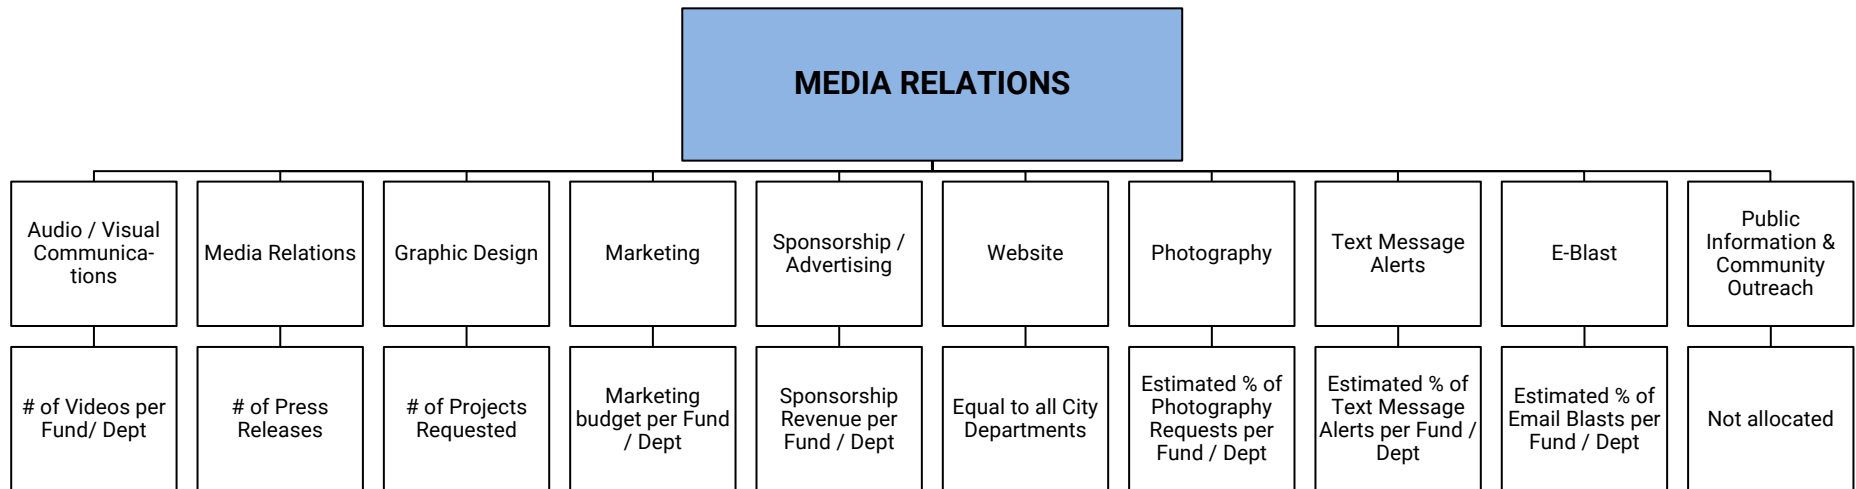 MEDIA RELATIONS
Audio / Visual
Communica-
tions
Media Relations
Graphic Design
Marketing
Sponsorship /
Advertising
Website
Photography
Text Message
Alerts
E-Blast
Public
Information &
Community
Outreach
# of Videos per
Fund/ Dept
# of Press
Releases
# of Projects
Requested
Marketing
budget per Fund
/ Dept
Sponsorship
Revenue per
Fund / Dept
Equal to all City
Departments
Estimated % of
Photography
Requests per
Fund / Dept
Estimated % of
Text Message
Alerts per Fund /
Dept
Estimated % of
Email Blasts per
Fund / Dept
Not allocated